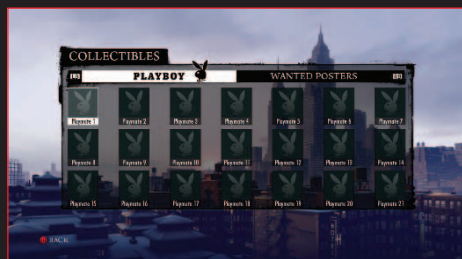 COLLECTIBLES
PLAYBOY WANTED POSTERS
Playmate 1 Playmate 2 Playmate 3 Playmate 4 Playmate 5 Playmate 6 Playmate 7
Playmate 8 Playmate 9 Playmate 10 Playmate 11 Playmate 12 Playmate 13 Playmate 14
Playmate 15 Playmate 16 Playmate 17 Playmate 18 Playmate 19 Playmate 20 Playmate 21
BACK